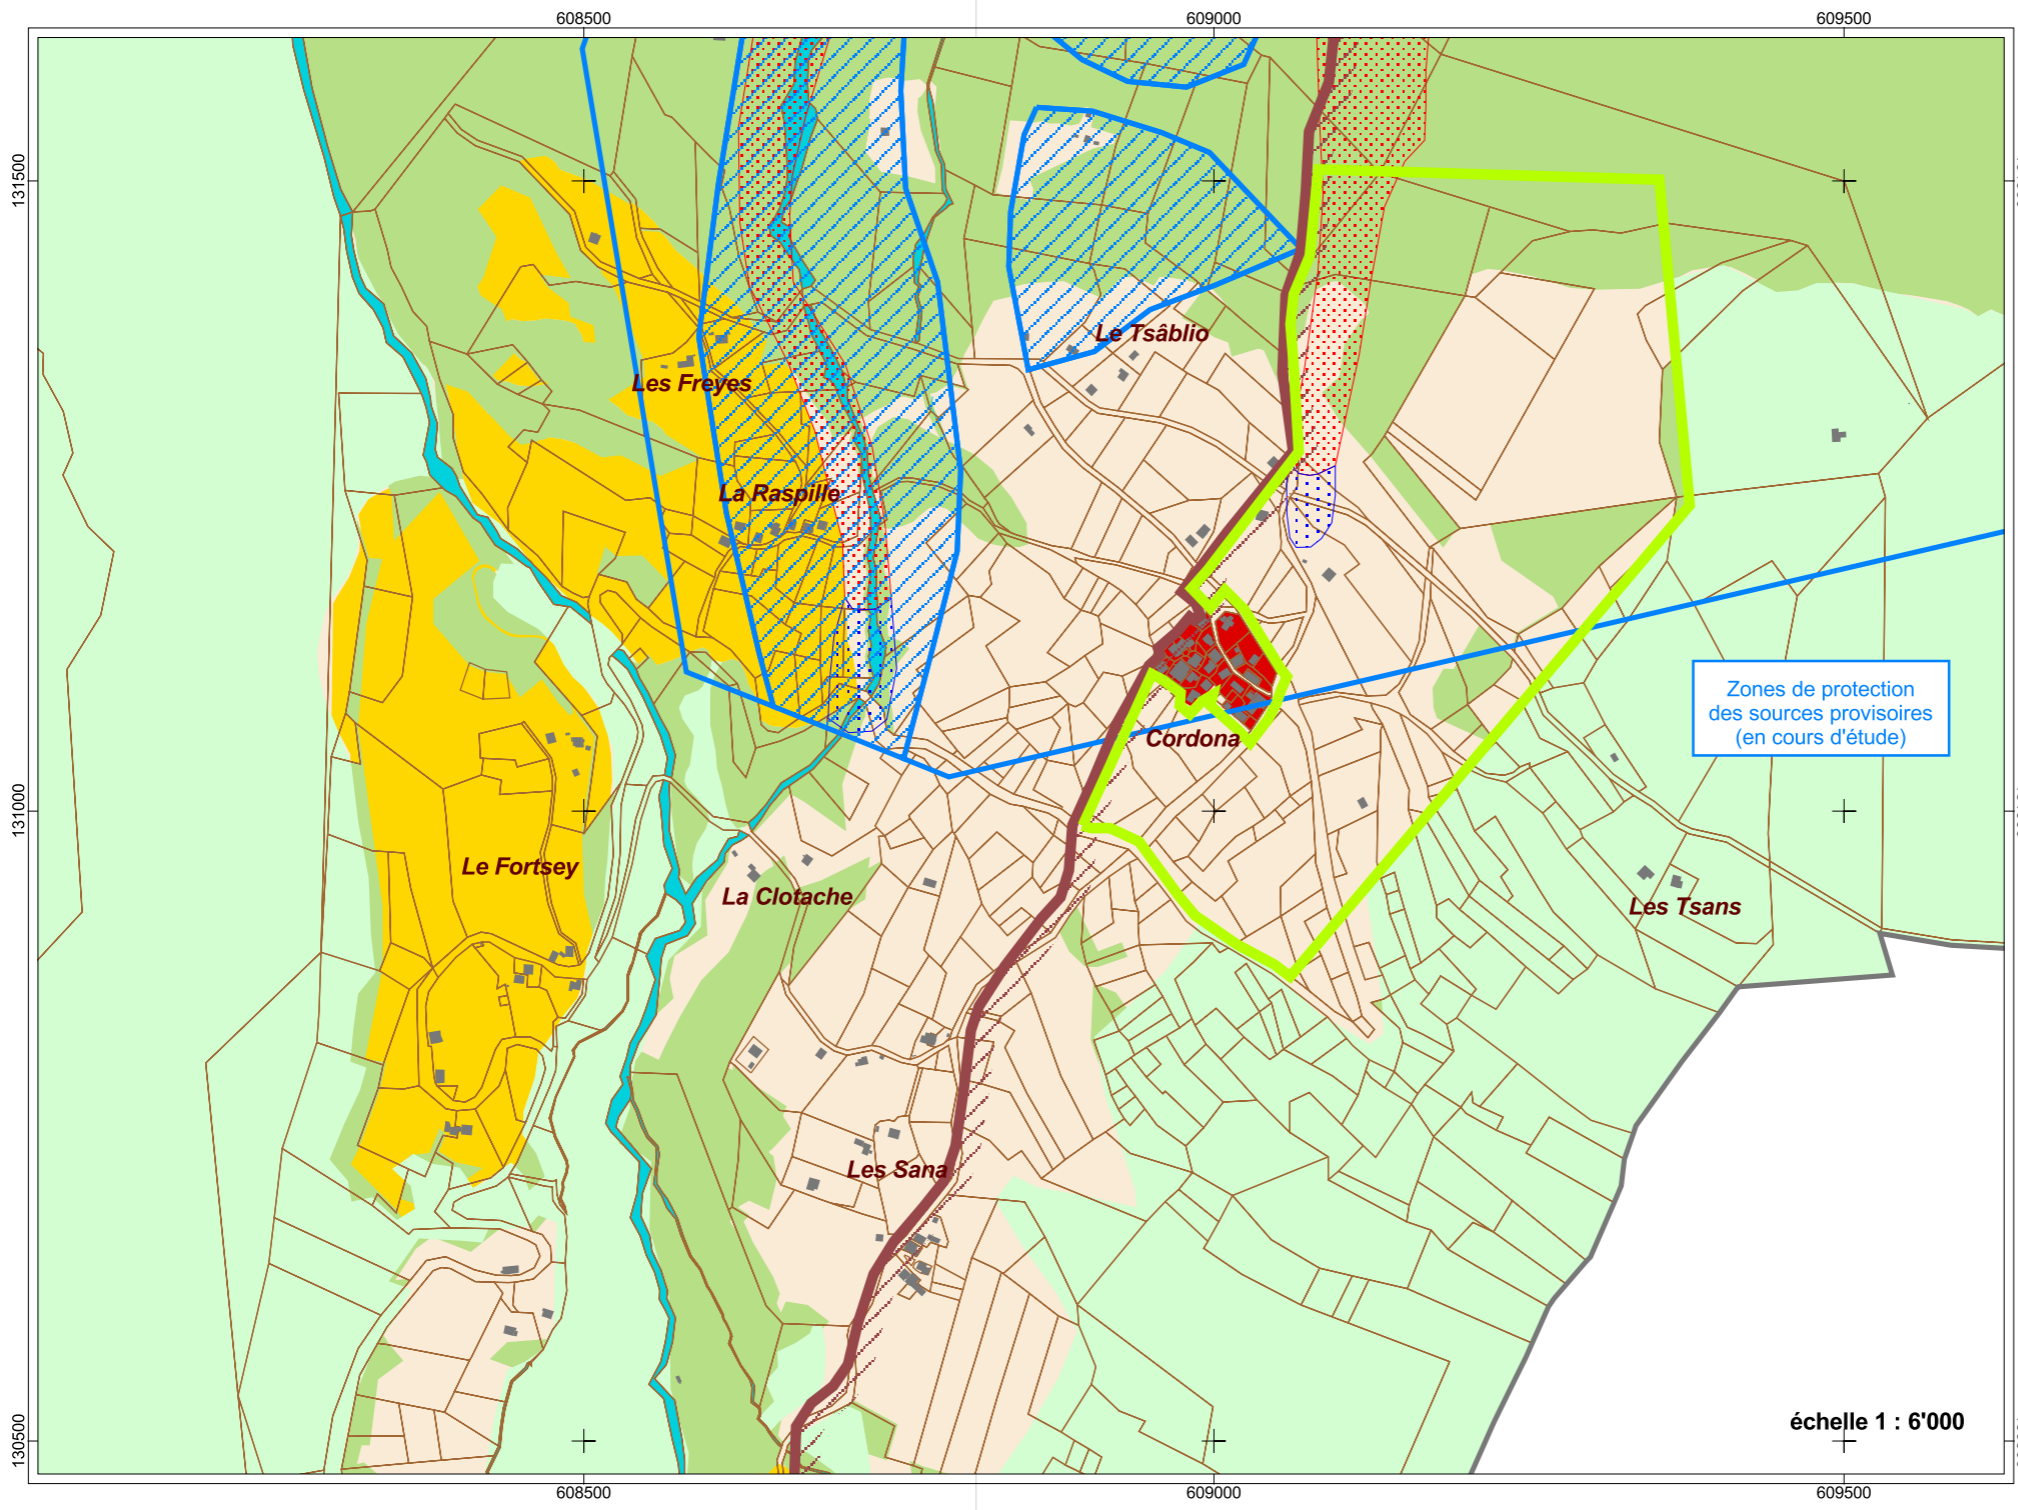 608500
609000
609500
131500
Le Tsâblio
Les Freyes
La Raspille
Zones de protection
des sources provisoires
(en cours d'étude)
Cordona
131000
Le Fortsey
La Clotache
Les Tsans
Les Sana
échelle 1 : 6'000
130500
608500
609000
609500